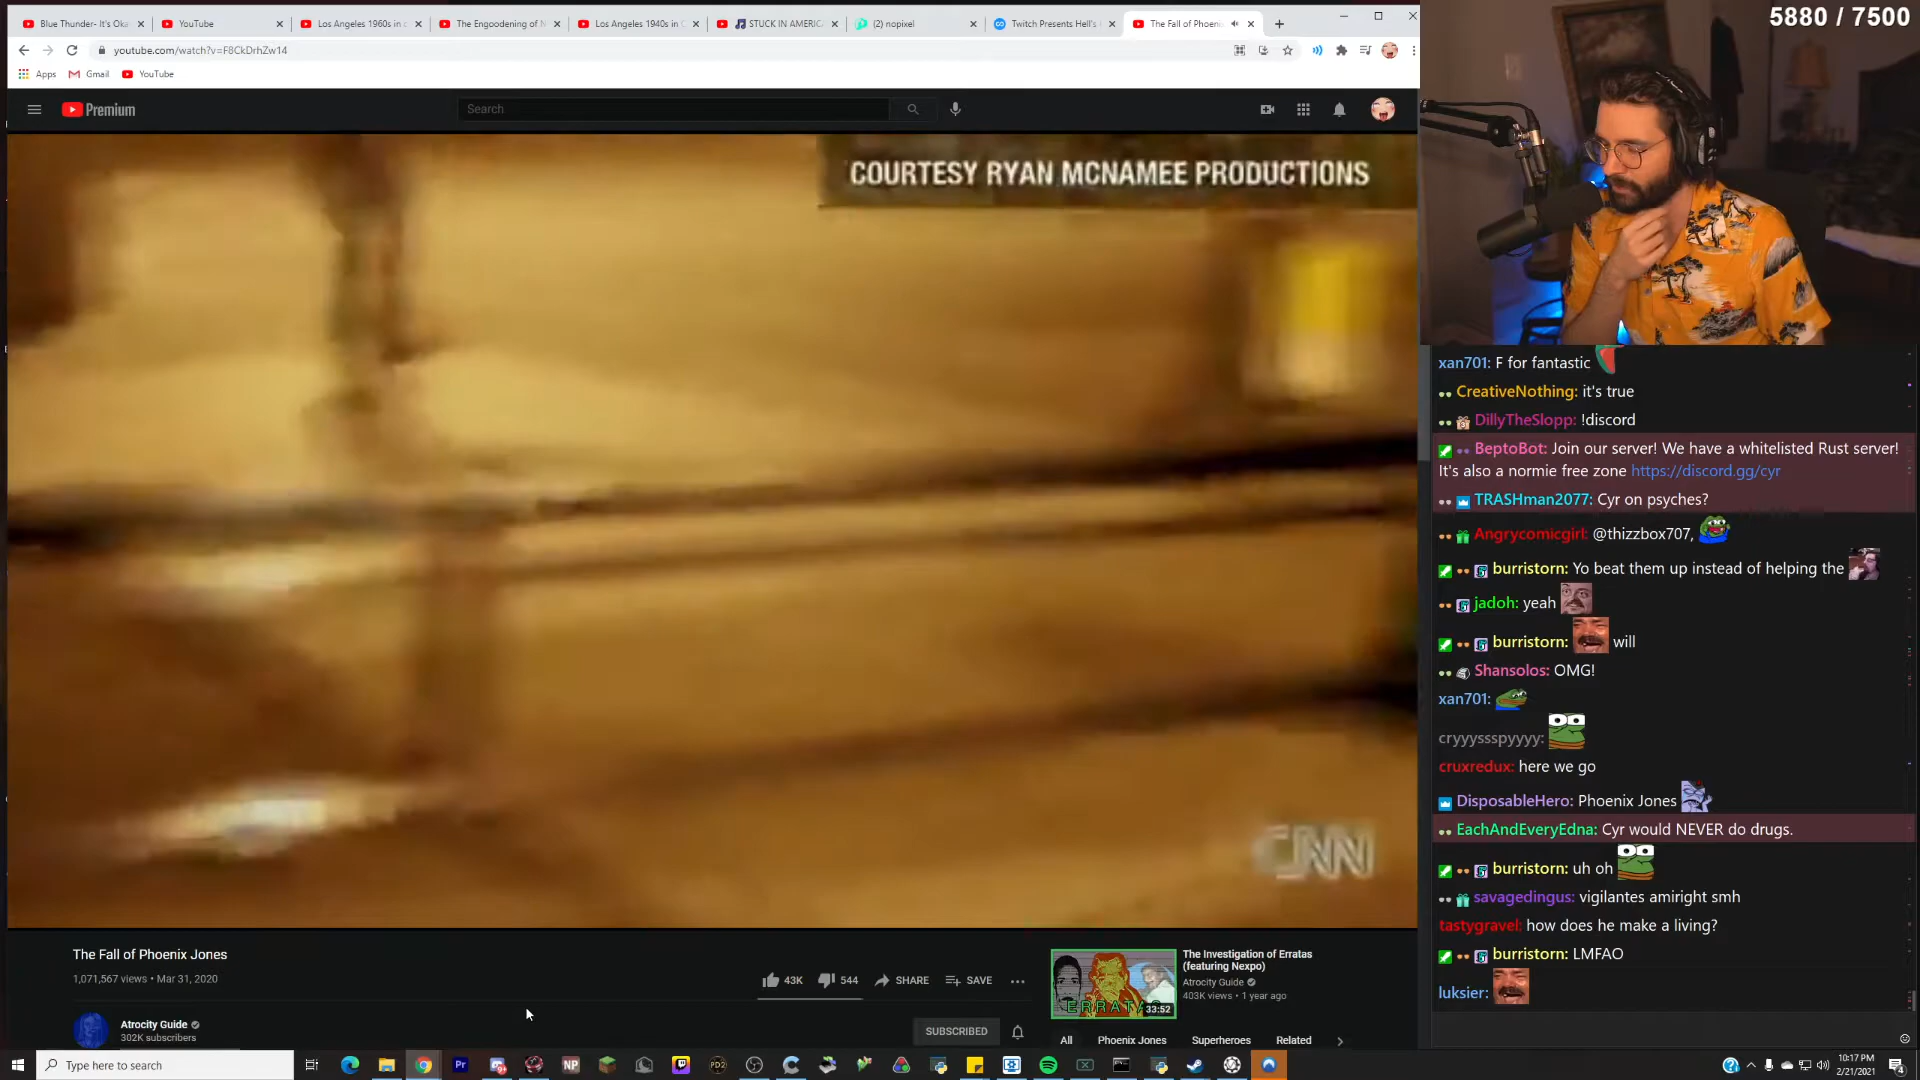 5880 / 7500
Blue Thunder- It's Oka
YouTube
Los Angeles 1960s in c
The Engoodening of N
Los Angeles 1940s in C
STUCK IN AMERIC
(2) nopixel
Twitch Presents Hell's
The Fall of Phoeni
youtube.com/watch?v=F8CkDrhZw14
Apps
Gmail
YouTube
Premium
Search
COURTESY RYAN MCNAMEE PRODUCTIONS
CNN
The Fall of Phoenix Jones
1,071,567 views • Mar 31, 2020
43K
544
SHARE
SAVE
Atrocity Guide
302K subscribers
SUBSCRIBED
ERRATAS
33:52
The Investigation of Erratas
(featuring Nexpo)
Atrocity Guide
403K views • 1 year ago
All
Phoenix Jones
Superheroes
Related
xan701: F for fantastic
CreativeNothing: it's true
DillyTheSlopp: !discord
BeptoBot: Join our server! We have a whitelisted Rust server!
It's also a normie free zone https://discord.gg/cyr
TRASHman2077: Cyr on psyches?
Angrycomicgirl: @thizzbox707,
burristorn: Yo beat them up instead of helping the
jadoh: yeah
burristorn: will
Shansolos: OMG!
xan701:
cryyyssspyyyy:
cruxredux: here we go
DisposableHero: Phoenix Jones
EachAndEveryEdna: Cyr would NEVER do drugs.
burristorn: uh oh
savagedingus: vigilantes amiright smh
tastygravel: how does he make a living?
burristorn: LMFAO
luksier:
Type here to search
Pr
NP
PD2
10:17 PM
2/21/2021